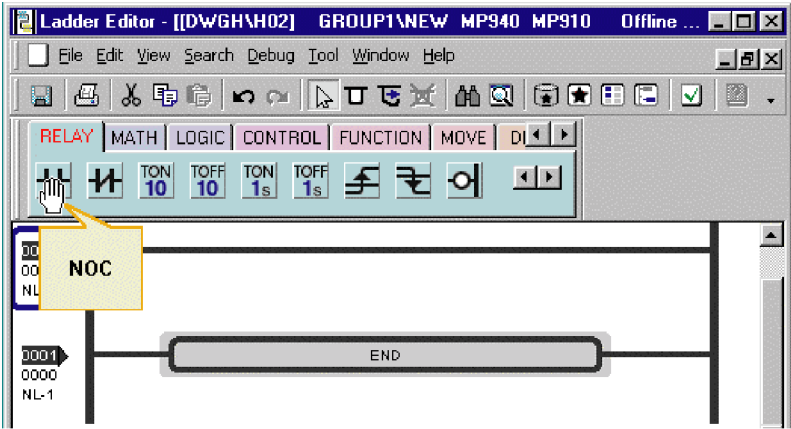 Ladder Editor - [[DWGH\H02] GROUP1\NEW MP940 MP910 Offline ...
File Edit View Search Debug Tool Window Help
RELAY MATH LOGIC CONTROL FUNCTION MOVE
TON 10 TOFF 10 TON 1s TOFF 1s
NOC
0001 END
0000
NL-1